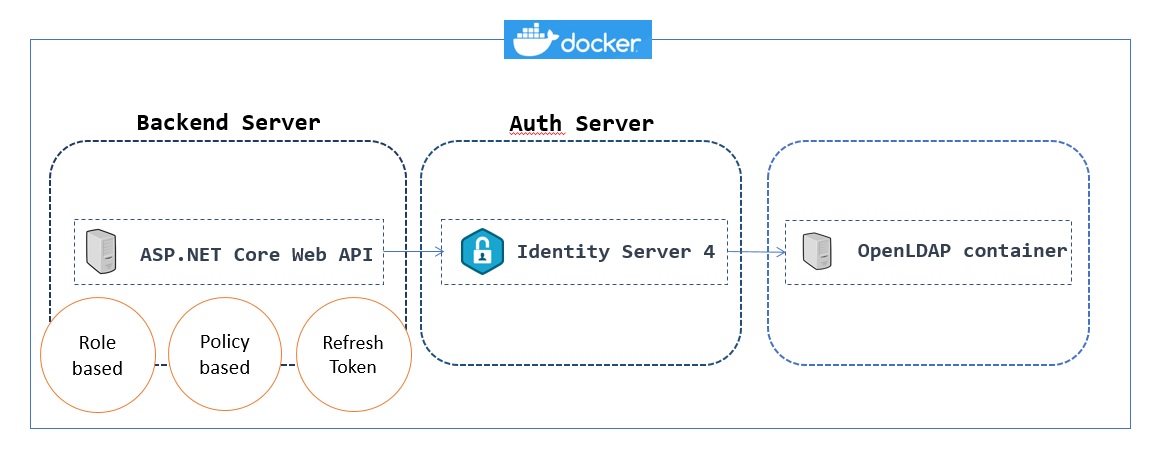 docker
Backend Server
Auth Server
ASP.NET Core Web API
Identity Server 4
OpenLDAP container
Role
based
Policy
based
Refresh
Token